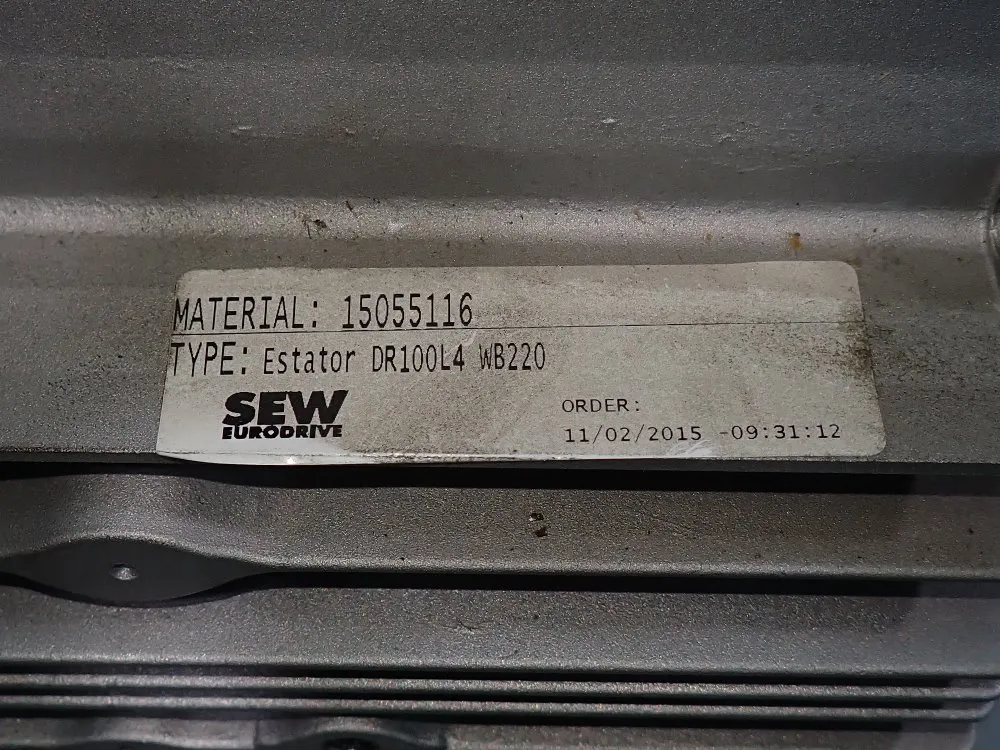 MATERIAL: 15055116
TYPE: Estator DR100L4 WB220
SEW
EURODRIVE
ORDER:
11/02/2015 -09:31:12